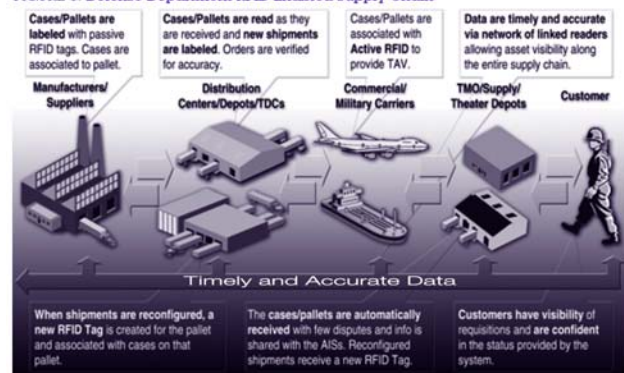 Cases/Pallets are
labeled with passive
RFID tags. Cases are
associated to pallet.
Cases/Pallets are read as they
are received and new shipments
are labeled. Orders are verified
for accuracy.
Cases/Pallets are
associated with
Active RFID to
provide TAV.
Data are timely and accurate
via network of linked readers
allowing asset visibility along
the entire supply chain.
Manufacturers/
Suppliers
Distribution
Centers/Depots/TDCs
Commercial/
Military Carriers
TMO/Supply/
Theater Depots
Customer
Timely and Accurate Data
When shipments are reconfigured, a
new RFID Tag is created for the pallet
and associated with cases on that
pallet.
The cases/pallets are automatically
received with few disputes and info is
shared with the AISs. Reconfigured
shipments receive a new RFID Tag.
Customers have visibility of
requisitions and are confident
in the status provided by the
system.